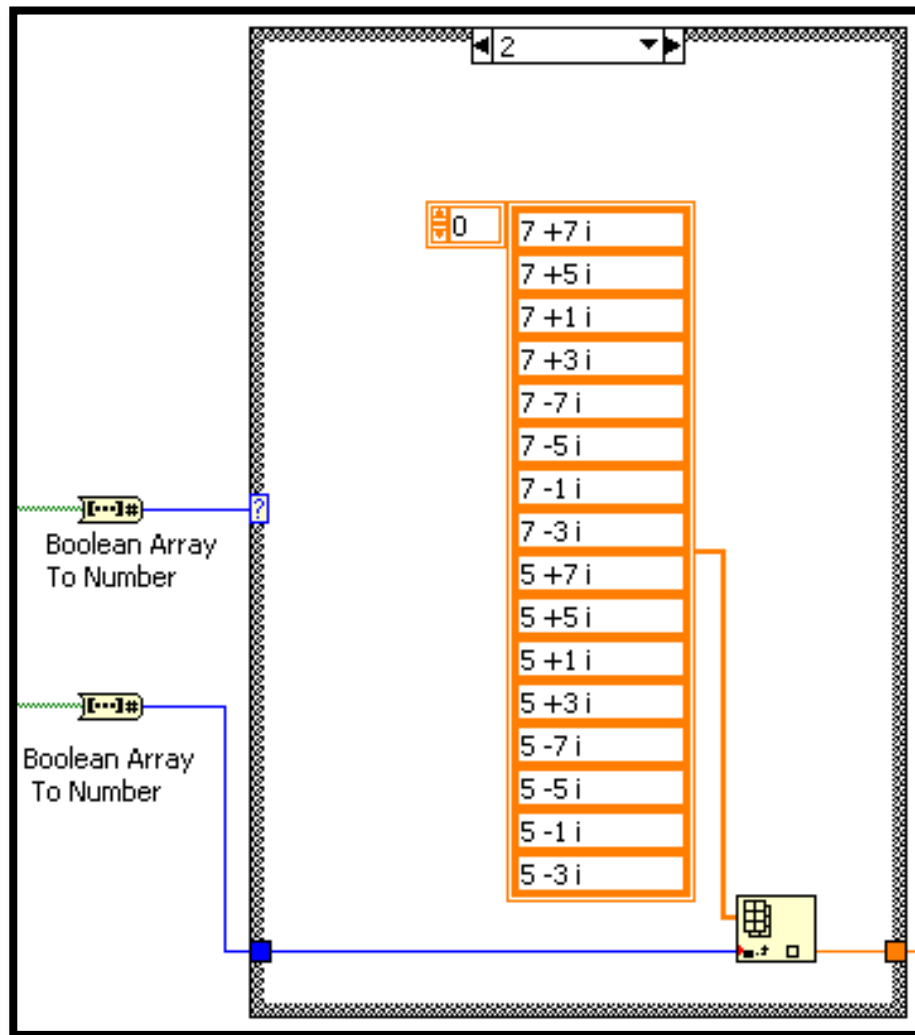 2
0
7 +7 i
7 +5 i
7 +1 i
7 +3 i
7 -7 i
7 -5 i
7 -1 i
7 -3 i
5 +7 i
5 +5 i
5 +1 i
5 +3 i
5 -7 i
5 -5 i
5 -1 i
5 -3 i
[...]#
?
Boolean Array
To Number
[...]#
Boolean Array
To Number